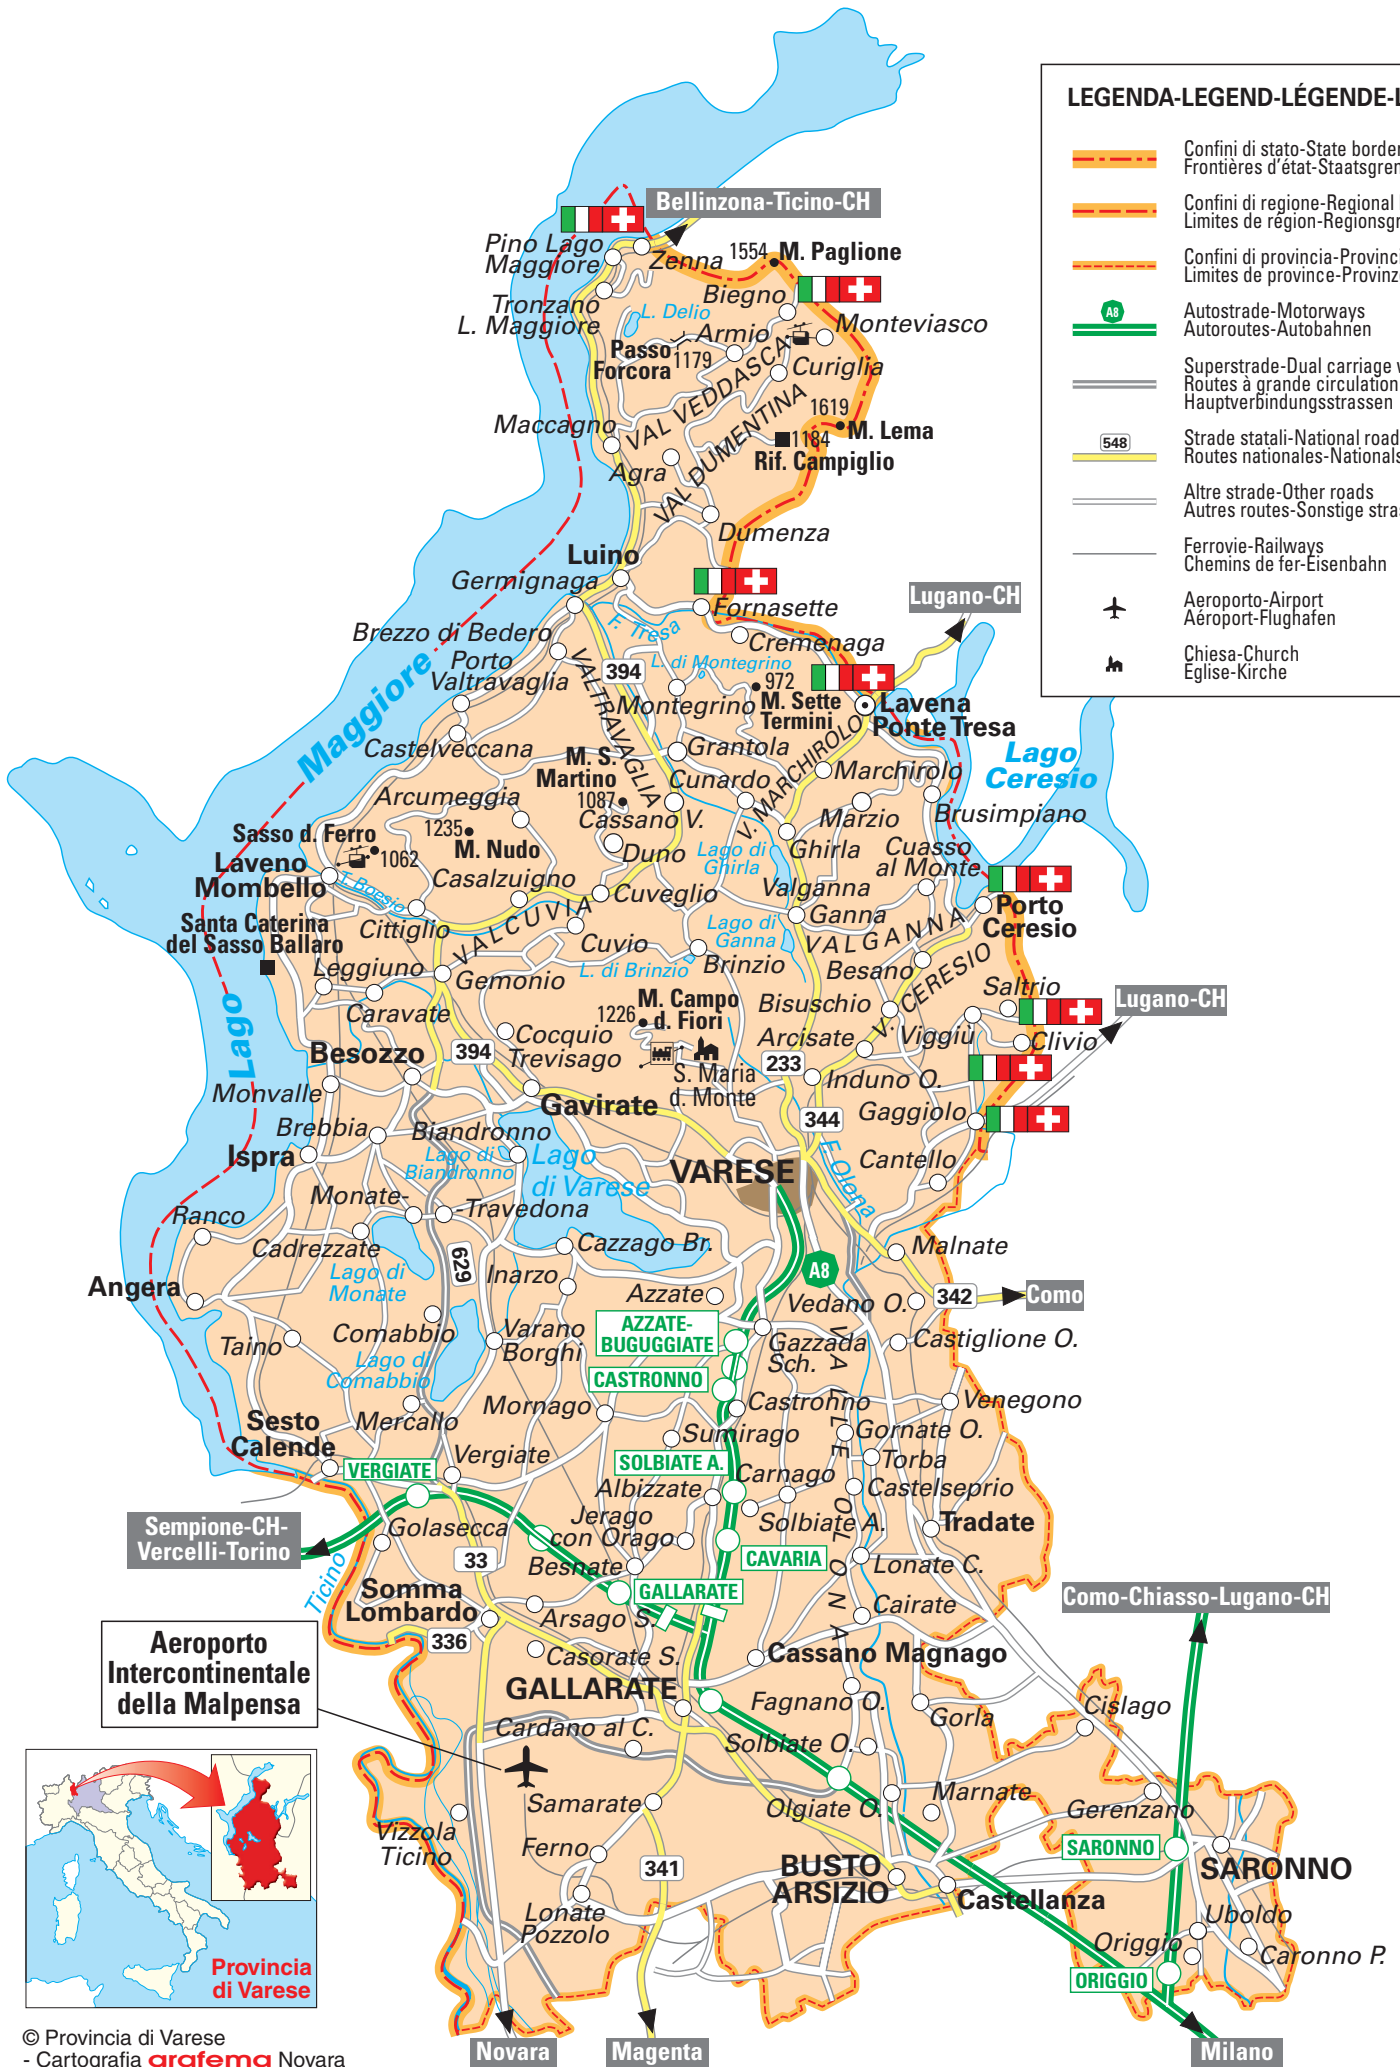 LEGENDA-LEGEND-LÉGENDE-L
Confini di stato-State border
Frontières d'état-Staatsgren
Confini di regione-Regional
Limites de région-Regionsgr
Confini di provincia-Provinci
Limites de province-Provinz
A8
Autostrade-Motorways
Autoroutes-Autobahnen
Superstrade-Dual carriage w
Routes à grande circulation
Hauptverbindungsstrassen
548
Strade statali-National road
Routes nationales-Nationals
Altre strade-Other roads
Autres routes-Sonstige stras
Ferrovie-Railways
Chemins de fer-Eisenbahn
Aeroporto-Airport
Aéroport-Flughafen
Chiesa-Church
Eglise-Kirche
Bellinzona-Ticino-CH
Pino Lago
Maggiore
Zenna
1554
M. Paglione
Tronzano
L. Maggiore
L. Delio
Biegno
Armio
Monteviasco
Passo
Forcora
1179
Curiglia
VAL VEDDASCA
VAL DUMENTINA
Maccagno
1619
M. Lema
1184
Rif. Campiglio
Agra
Dumenza
Luino
Germignaga
Fornasette
Lugano-CH
F. Tresa
Cremenaga
Brezzo di Bedero
Porto
Valtravaglia
394
L. di Montegrino
972
M. Sette
Termini
Montegrino
Lavena
Ponte Tresa
VALTRAVAGLIA
Lago Maggiore
Castelveccana
Grantola
Lago
Ceresio
M. S.
Martino
1087
Cunardo
V. MARCHIROLO
Marchirolo
Arcumeggia
Cassano V.
Marzio
Brusimpiano
Sasso d. Ferro
1062
1235
M. Nudo
Duno
Lago di
Ghirla
Ghirla
Cuasso
al Monte
Laveno
Mombello
T. Boesio
Casalzuigno
Cuveglio
Valganna
Santa Caterina
del Sasso Ballaro
Cittiglio
VALCUVIA
Cuvio
Lago di
Ganna
Ganna
VALGANNA
Porto
Ceresio
Leggiuno
Gemonio
L. di Brinzio
Brinzio
Besano
V. CERESIO
Caravate
M. Campo
d. Fiori
1226
Bisuschio
Saltrio
Lugano-CH
Cocquio
Trevisago
Arcisate
Viggiù
Clivio
Besozzo
394
S. Maria
d. Monte
233
Induno O.
Monvalle
Gavirate
344
Gaggiolo
Brebbia
Biandronno
Lago di
Biandronno
Lago
di Varese
VARESE
F. Olona
Cantello
Ispra
Monate-
-Travedona
Ranco
Cadrezzate
Cazzago Br.
Malnate
Lago di
Monate
629
Inarzo
A8
Angera
Azzate
Vedano O.
342
Como
Taino
Comabbio
Varano
Borghi
AZZATE-
BUGUGGIATE
Gazzada
Sch.
Castiglione O.
Lago di
Comabbio
CASTRONNO
VALLE OLONA
Mercallo
Mornago
Castronno
Venegono
Sesto
Calende
Sumirago
Gornate O.
VERGIATE
Vergiate
SOLBIATE A.
Carnago
Torba
Albizzate
Castelseprio
Sempione-CH-
Vercelli-Torino
Golasecca
Jerago
con Orago
Solbiate A.
Tradate
Ticino
33
Besnate
CAVARIA
Lonate C.
Somma
Lombardo
GALLARATE
Como-Chiasso-Lugano-CH
Arsago S.
Cairate
336
Casorate S.
Cassano Magnago
Aeroporto
Intercontinentale
della Malpensa
GALLARATE
Fagnano O.
Gorla
Cislago
Cardano al C.
Solbiate O.
Samarate
Olgiate O.
Marnate
Gerenzano
Vizzola
Ticino
Ferno
341
BUSTO
ARSIZIO
SARONNO
SARONNO
Lonate
Pozzolo
Castellanza
Uboldo
Origgio
Caronno P.
ORIGGIO
Provincia
di Varese
Novara
Magenta
Milano
© Provincia di Varese
- Cartografia grafema Novara